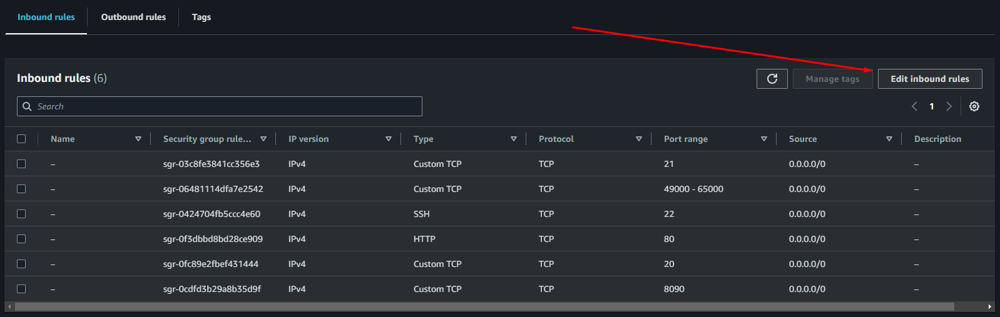 Inbound rules Outbound rules Tags
Inbound rules (6) Manage tags Edit inbound rules
Search 1
Name Security group rule... IP version Type Protocol Port range Source Description
– sgr-03c8fe3841cc356e3 IPv4 Custom TCP TCP 21 0.0.0.0/0 –
– sgr-06481114dfa7e2542 IPv4 Custom TCP TCP 49000 - 65000 0.0.0.0/0 –
– sgr-0424704fb5ccc4e60 IPv4 SSH TCP 22 0.0.0.0/0 –
– sgr-0f3dbbd8bd28ce909 IPv4 HTTP TCP 80 0.0.0.0/0 –
– sgr-0fc89e2fbef431444 IPv4 Custom TCP TCP 20 0.0.0.0/0 –
– sgr-0cdfd3b29a8b35d9f IPv4 Custom TCP TCP 8090 0.0.0.0/0 –